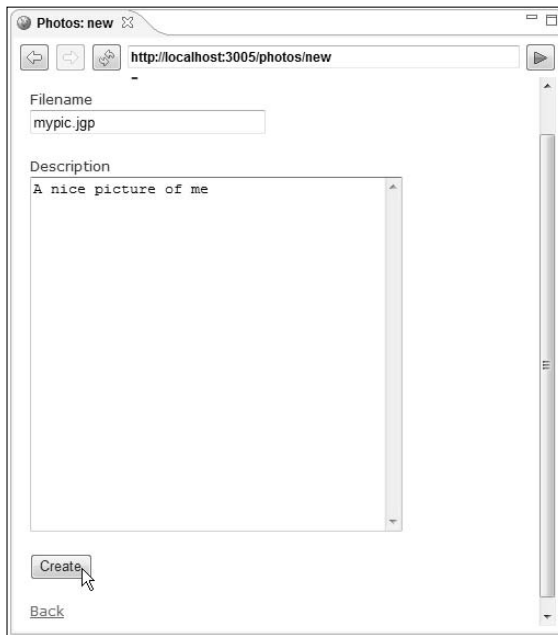 Photos: new
http://localhost:3005/photos/new
Filename
mypic.jgp
Description
A nice picture of me
Create
Back